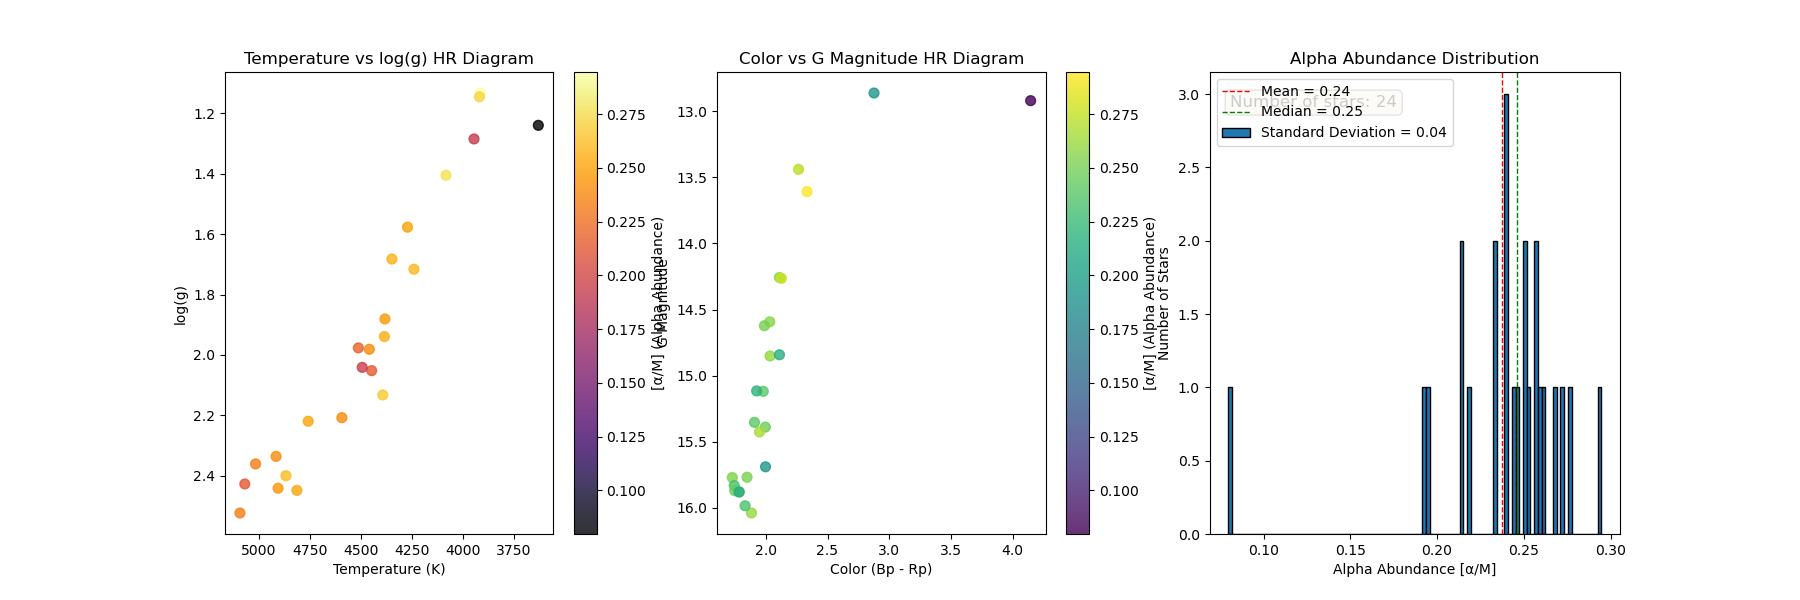 Temperature vs log(g) HR Diagram
log(g)
1.2
1.4
1.6
1.8
2.0
2.2
2.4
5000 4750 4500 4250 4000 3750
Temperature (K)
0.275
0.250
0.225
0.200
0.175
0.150
0.125
0.100
[α/M] (Alpha Abundance)
Color vs G Magnitude HR Diagram
G Magnitude
13.0
13.5
14.0
14.5
15.0
15.5
16.0
2.0 2.5 3.0 3.5 4.0
Color (Bp - Rp)
0.275
0.250
0.225
0.200
0.175
0.150
0.125
0.100
[α/M] (Alpha Abundance)
Alpha Abundance Distribution
Number of Stars
3.0
2.5
2.0
1.5
1.0
0.5
0.0
Number of stars: 24
Mean = 0.24
Median = 0.25
Standard Deviation = 0.04
0.10 0.15 0.20 0.25 0.30
Alpha Abundance [α/M]